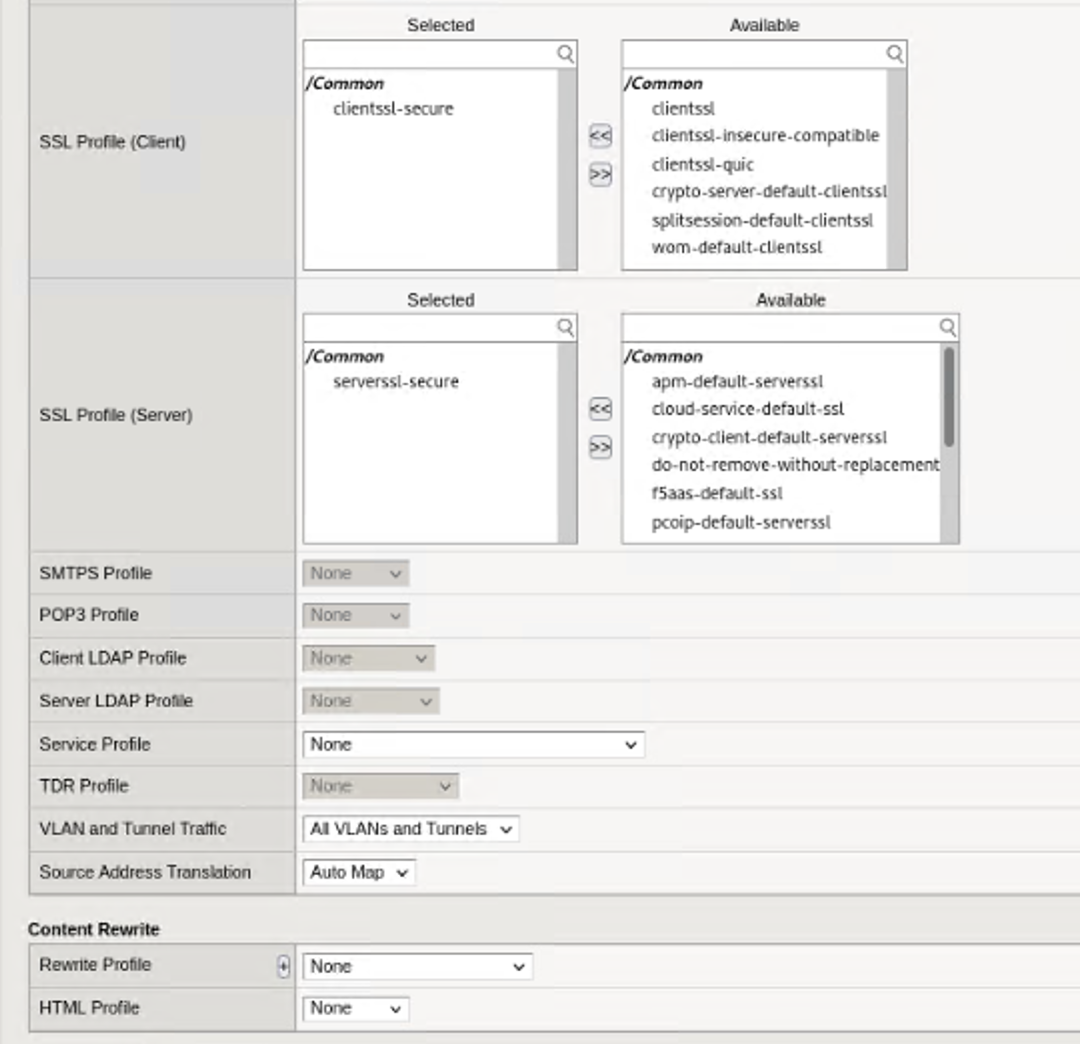 Selected Available
/Common /Common
SSL Profile (Client)
clientssl-secure
<<
>>
clientssl
clientssl-insecure-compatible
clientssl-quic
crypto-server-default-clientssl
splitsession-default-clientssl
wom-default-clientssl
Selected Available
/Common /Common
SSL Profile (Server)
serverssl-secure
<<
>>
apm-default-serverssl
cloud-service-default-ssl
crypto-client-default-serverssl
do-not-remove-without-replacement
f5aas-default-ssl
pcoip-default-serverssl
SMTPS Profile None
POP3 Profile None
Client LDAP Profile None
Server LDAP Profile None
Service Profile None
TDR Profile None
VLAN and Tunnel Traffic All VLANs and Tunnels
Source Address Translation Auto Map
Content Rewrite
Rewrite Profile + None
HTML Profile None